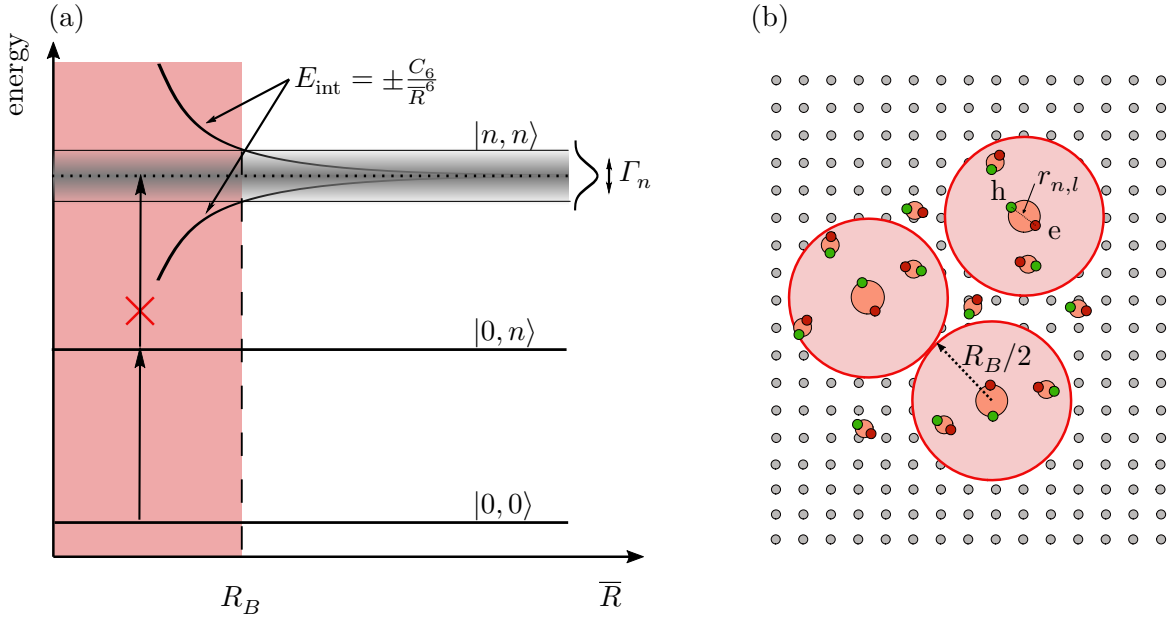 (a)
energy
E_int = ± C_6/R̅^6
|n, n⟩
Γ_n
|0, n⟩
|0, 0⟩
R_B
R̅
(b)
h
r_{n,l}
e
R_B/2